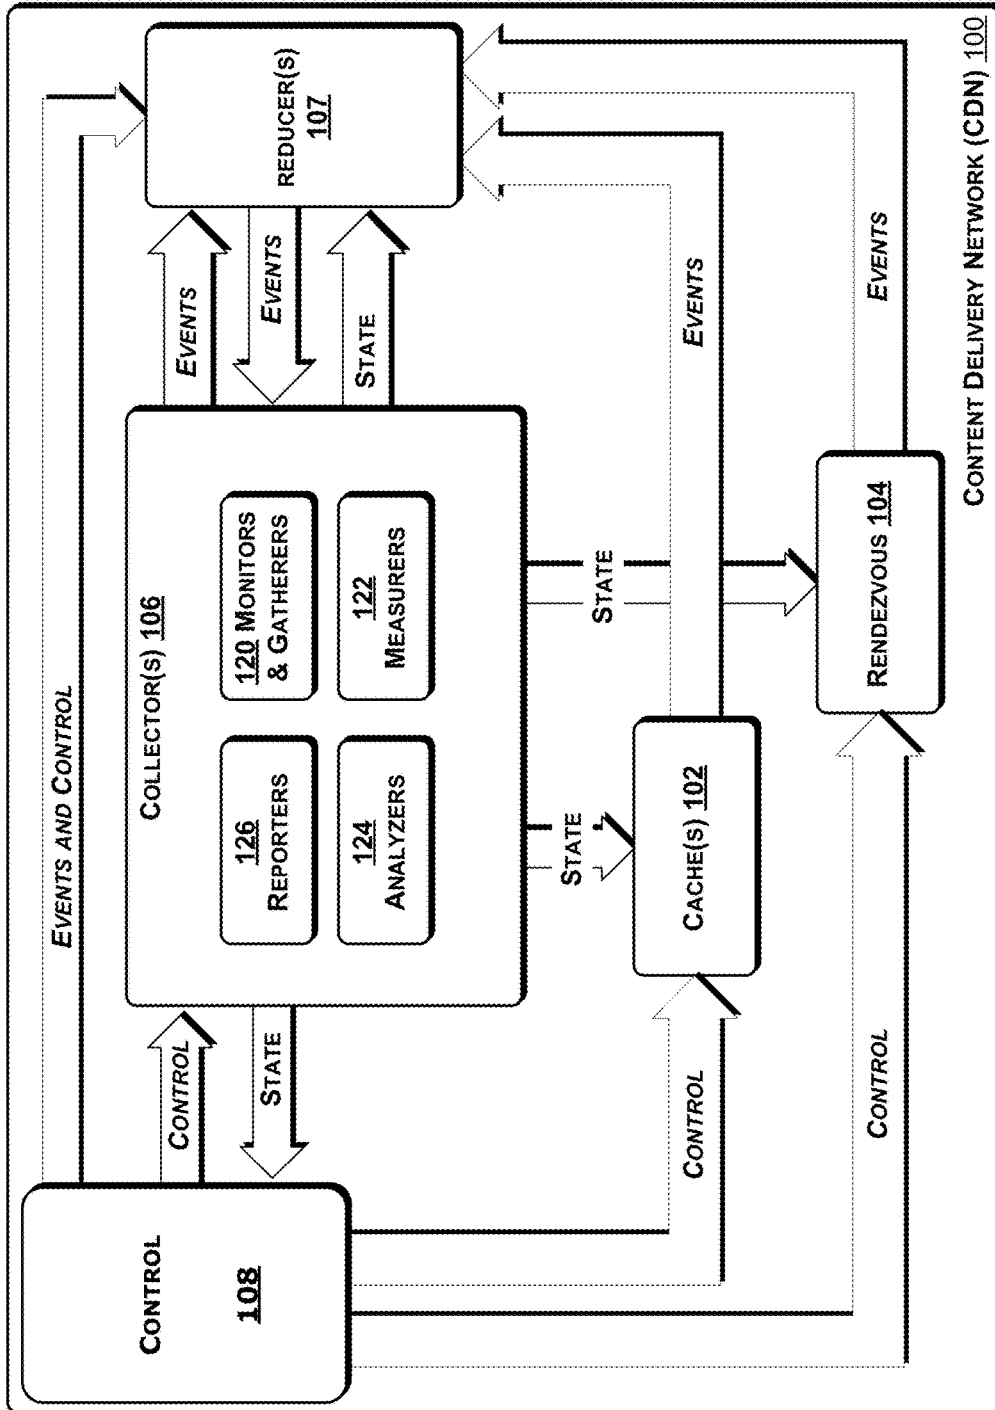 EVENTS AND CONTROL
CONTROL
108
CONTROL
STATE
COLLECTOR(S) 106
126
REPORTERS
120 MONITORS
& GATHERERS
124
ANALYZERS
122
MEASURERS
EVENTS
EVENTS
STATE
REDUCER(S)
107
STATE
STATE
CONTROL
CACHE(S) 102
EVENTS
CONTROL
RENDEZVOUS 104
EVENTS
CONTENT DELIVERY NETWORK (CDN) 100